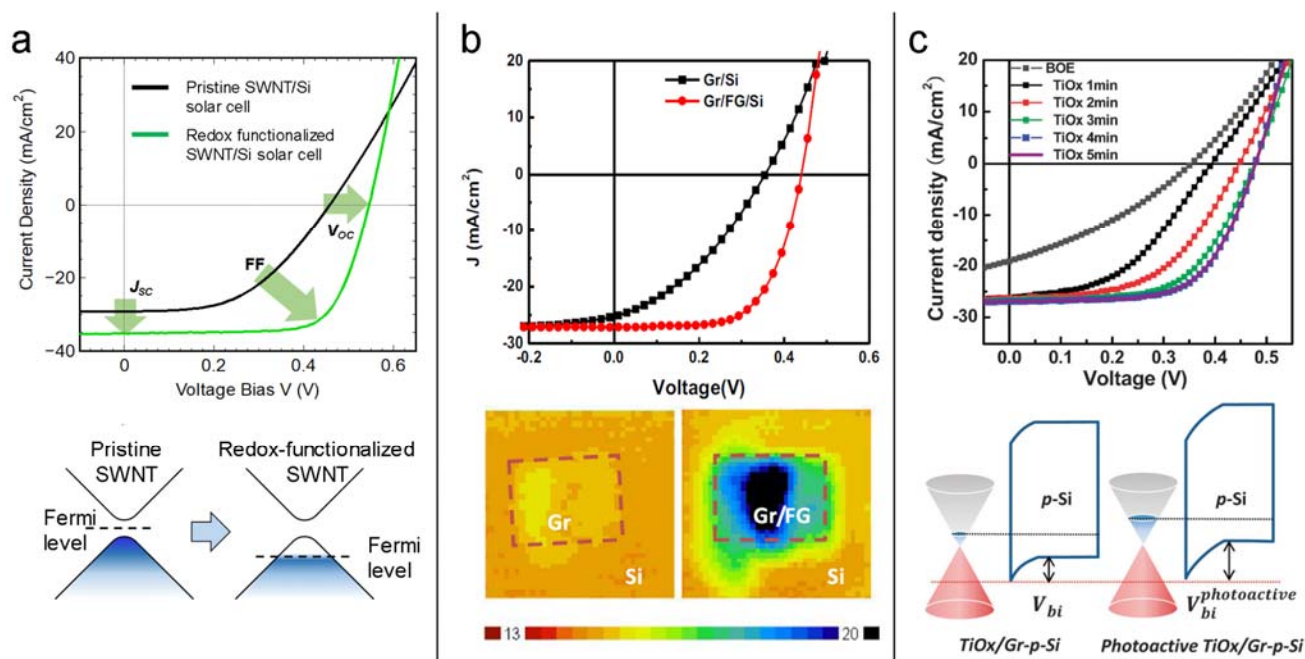 a
40
20
0
−20
−40
Current Density (mA/cm²)
Pristine SWNT/Si
solar cell
Redox functionalized
SWNT/Si solar cell
V_OC
FF
J_SC
0
0.2
0.4
0.6
Voltage Bias V (V)
Pristine
SWNT
Redox-functionalized
SWNT
Fermi
level
Fermi
level
b
20
10
0
-10
-20
-30
J (mA/cm²)
Gr/Si
Gr/FG/Si
-0.2
0.0
0.2
0.4
0.6
Voltage(V)
Gr
Si
Gr/FG
Si
13
20
c
20
10
0
-10
-20
-30
Current density (mA/cm²)
BOE
TiOx 1min
TiOx 2min
TiOx 3min
TiOx 4min
TiOx 5min
0.0
0.1
0.2
0.3
0.4
0.5
Voltage (V)
p-Si
p-Si
V_bi
V_bi^photoactive
TiOx/Gr-p-Si
Photoactive TiOx/Gr-p-Si